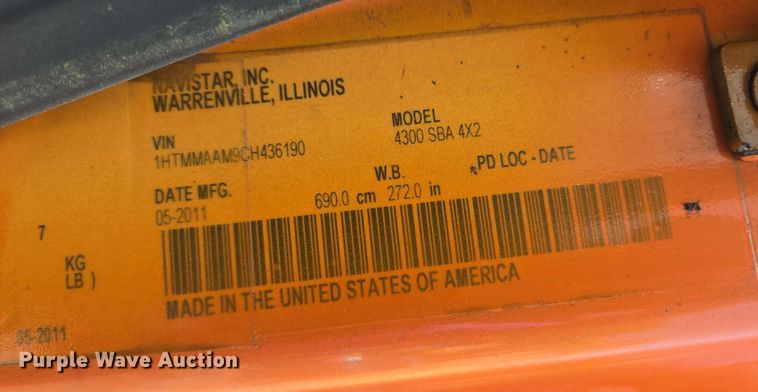 NAVISTAR, INC.
WARRENVILLE, ILLINOIS
VIN
1HTMMAAM9CH436190
MODEL
4300 SBA 4X2
DATE MFG.
05-2011
W.B.
690.0 cm 272.0 in
PD LOC - DATE
7
KG
LB )
MADE IN THE UNITED STATES OF AMERICA
05-2011
Purple Wave Auction